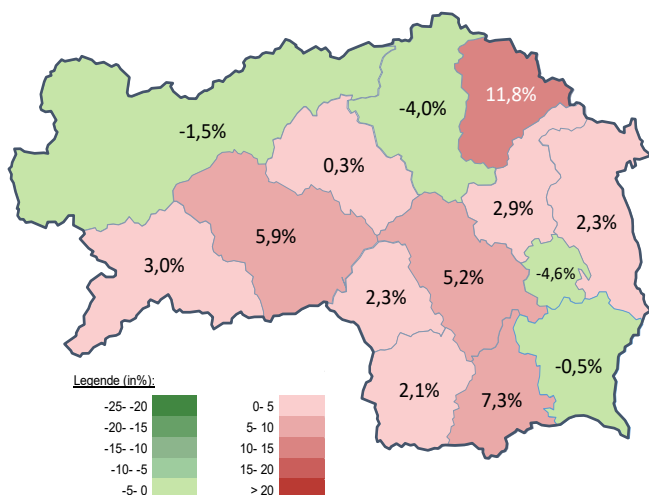 11,8%
-4,0%
-1,5%
0,3%
2,9%
2,3%
5,9%
5,2%
3,0%
-4,6%
2,3%
-0,5%
2,1%
7,3%
Legende (in%):
-25- -20 0- 5
-20- -15 5- 10
-15- -10 10- 15
-10- -5 15- 20
-5- 0 > 20